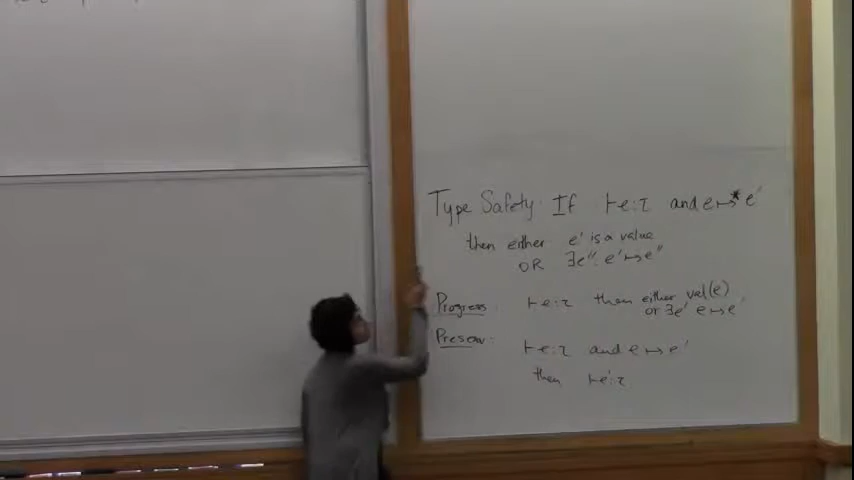 Type Safety: If ⊢ e:τ and e ↦* e'
then either e' is a value
OR ∃e''. e' ↦ e''
Progress: ⊢ e:τ then either val(e)
or ∃e' e ↦ e'
Preserv: ⊢ e:τ and e ↦ e'
then ⊢ e':τ